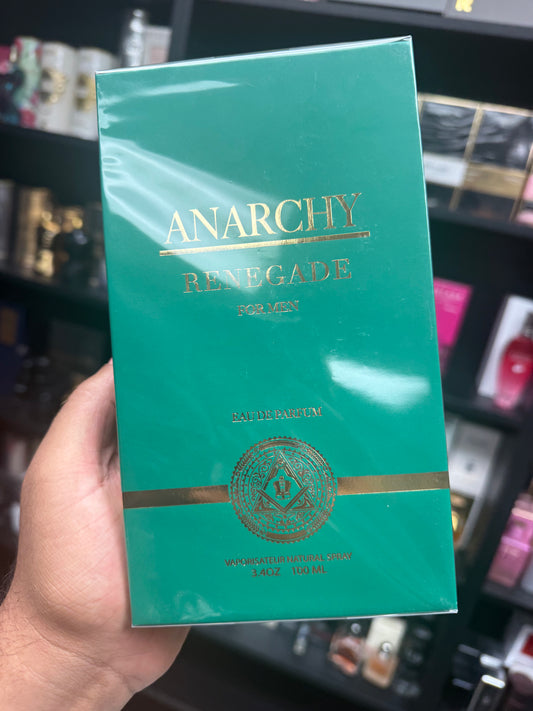 ANARCHY
RENEGADE
FOR MEN
EAU DE PARFUM
VAPORISATEUR NATURAL SPRAY
3.4OZ 100 ML